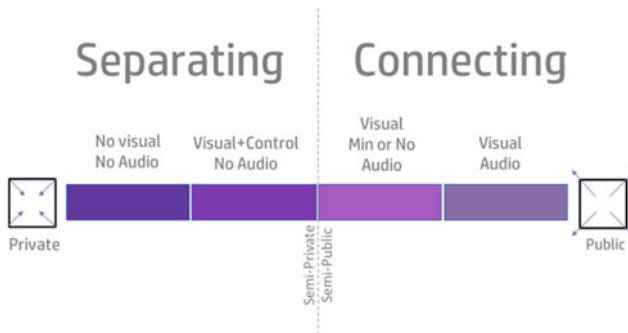 Separating
Connecting
No visual
No Audio
Visual+Control
No Audio
Visual
Min or No
Audio
Visual
Audio
Private
Semi-Private
Semi-Public
Public